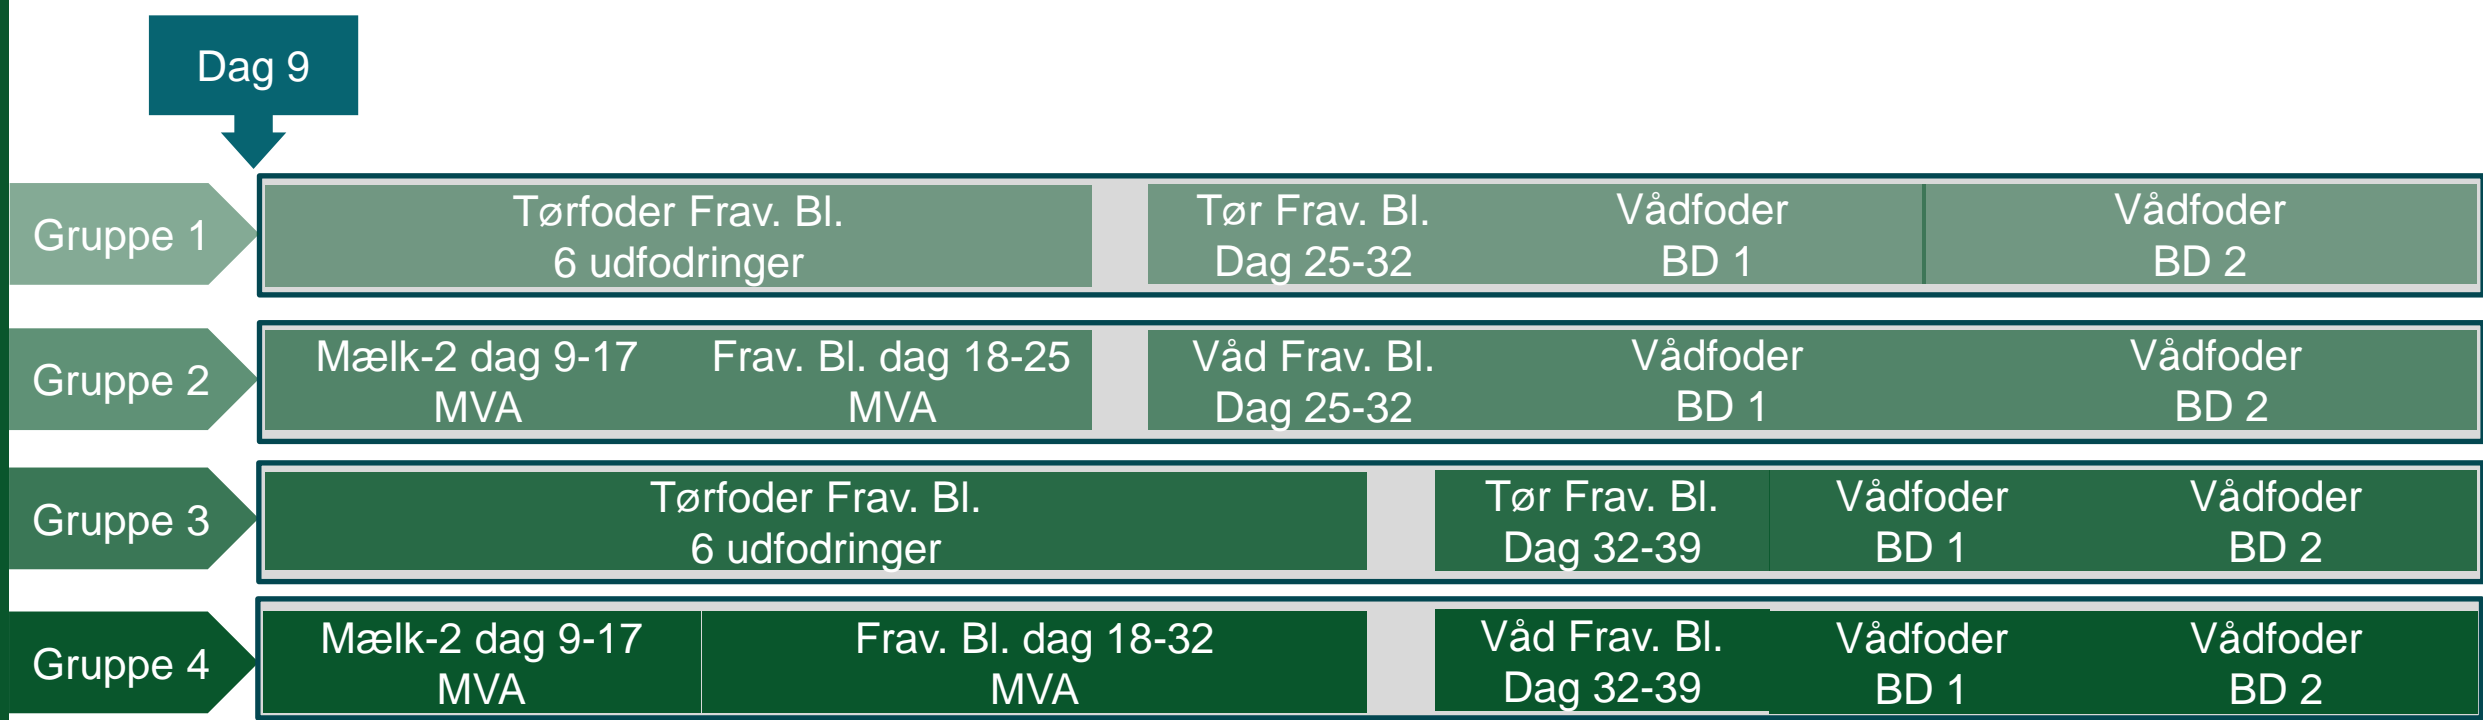 Dag 9
Gruppe 1
Tørfoder Frav. Bl.
6 udfodringer
Tør Frav. Bl.
Dag 25-32
Vådfoder
BD 1
Vådfoder
BD 2
Gruppe 2
Mælk-2 dag 9-17
MVA
Frav. Bl. dag 18-25
MVA
Våd Frav. Bl.
Dag 25-32
Vådfoder
BD 1
Vådfoder
BD 2
Gruppe 3
Tørfoder Frav. Bl.
6 udfodringer
Tør Frav. Bl.
Dag 32-39
Vådfoder
BD 1
Vådfoder
BD 2
Gruppe 4
Mælk-2 dag 9-17
MVA
Frav. Bl. dag 18-32
MVA
Våd Frav. Bl.
Dag 32-39
Vådfoder
BD 1
Vådfoder
BD 2